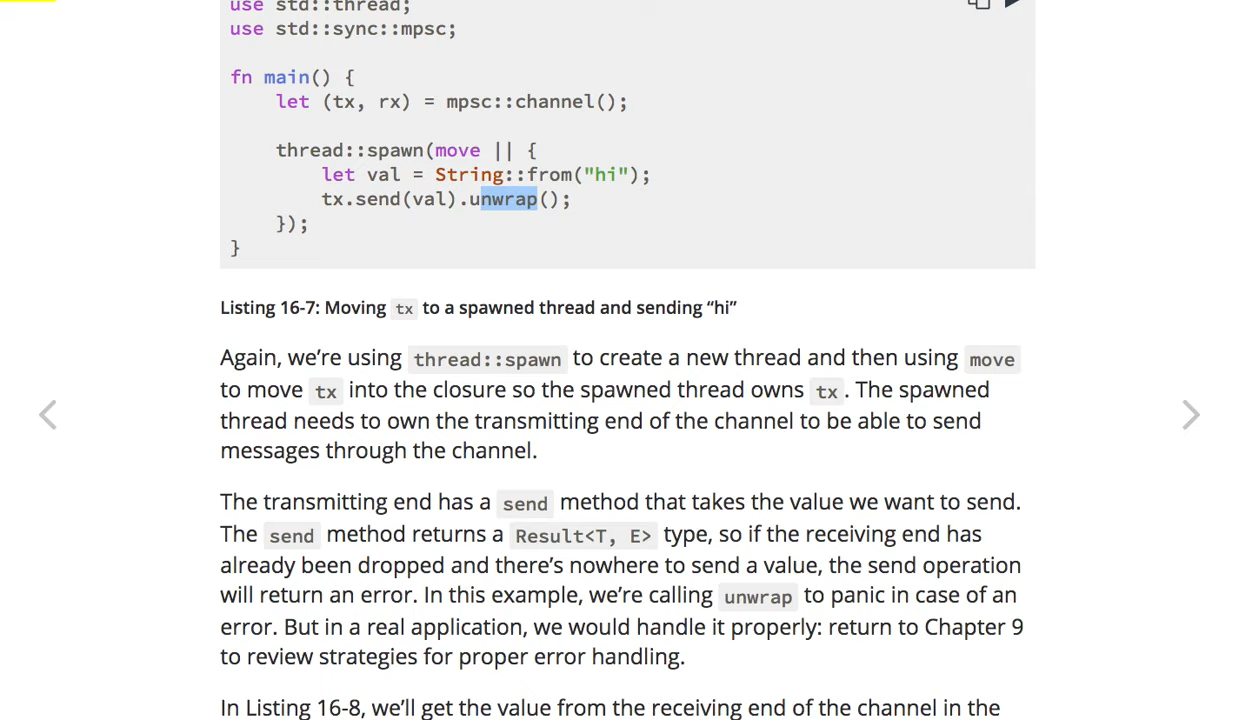 use std::thread;
use std::sync::mpsc;
fn main() {
    let (tx, rx) = mpsc::channel();
    thread::spawn(move || {
        let val = String::from("hi");
        tx.send(val).unwrap();
    });
}
Listing 16-7: Moving tx to a spawned thread and sending “hi”
Again, we’re using thread::spawn to create a new thread and then using move
to move tx into the closure so the spawned thread owns tx. The spawned
thread needs to own the transmitting end of the channel to be able to send
messages through the channel.
The transmitting end has a send method that takes the value we want to send.
The send method returns a Result<T, E> type, so if the receiving end has
already been dropped and there’s nowhere to send a value, the send operation
will return an error. In this example, we’re calling unwrap to panic in case of an
error. But in a real application, we would handle it properly: return to Chapter 9
to review strategies for proper error handling.
In Listing 16-8, we’ll get the value from the receiving end of the channel in the